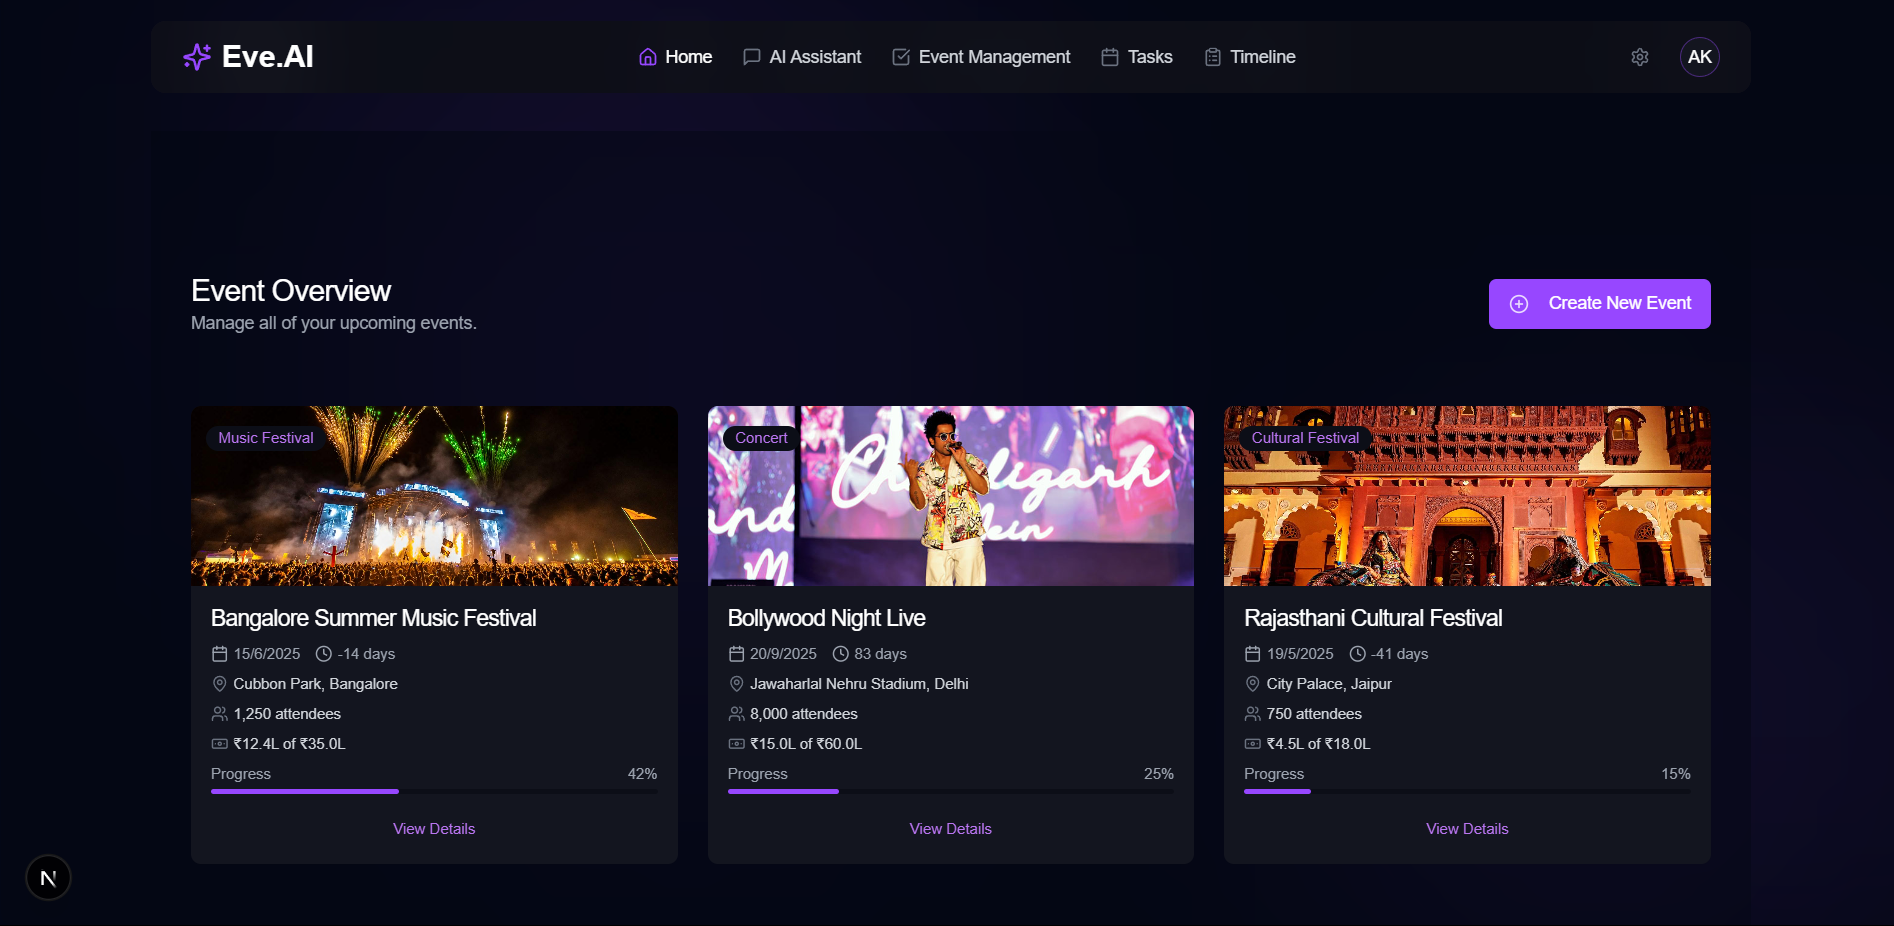 Eve.AI
Home
AI Assistant
Event Management
Tasks
Timeline
AK
Event Overview
Manage all of your upcoming events.
Create New Event
Music Festival
Bangalore Summer Music Festival
15/6/2025 -14 days
Cubbon Park, Bangalore
1,250 attendees
₹12.4L of ₹35.0L
Progress 42%
View Details
Concert
Bollywood Night Live
20/9/2025 83 days
Jawaharlal Nehru Stadium, Delhi
8,000 attendees
₹15.0L of ₹60.0L
Progress 25%
View Details
Cultural Festival
Rajasthani Cultural Festival
19/5/2025 -41 days
City Palace, Jaipur
750 attendees
₹4.5L of ₹18.0L
Progress 15%
View Details
N